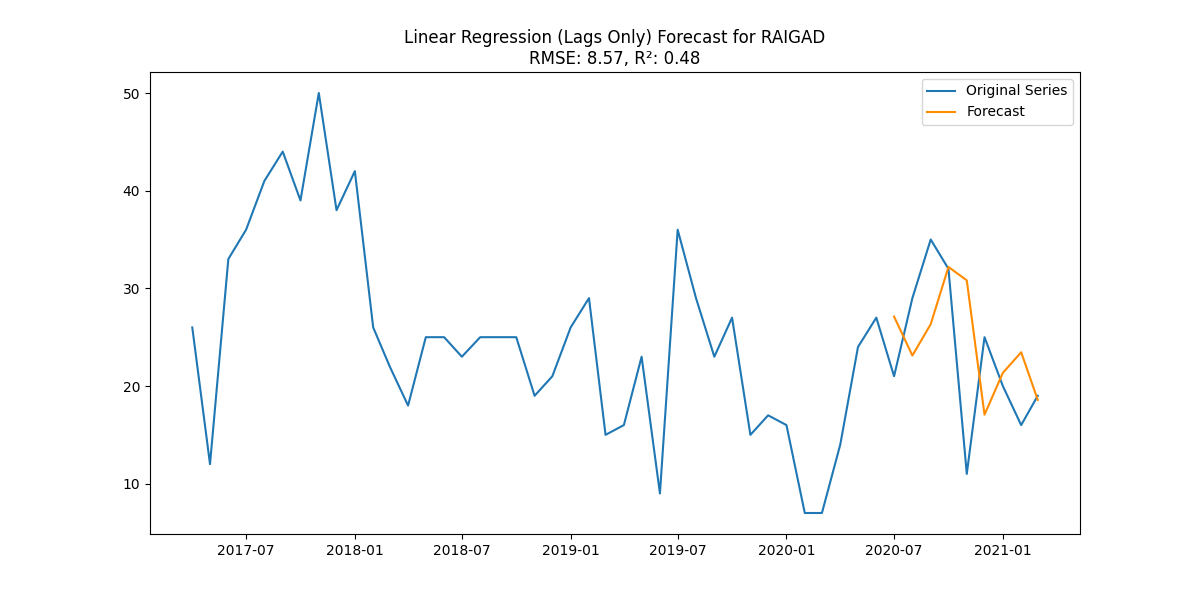 Linear Regression (Lags Only) Forecast for RAIGAD
RMSE: 8.57, R²: 0.48
Original Series
Forecast
50
40
30
20
10
2017-07 2018-01 2018-07 2019-01 2019-07 2020-01 2020-07 2021-01